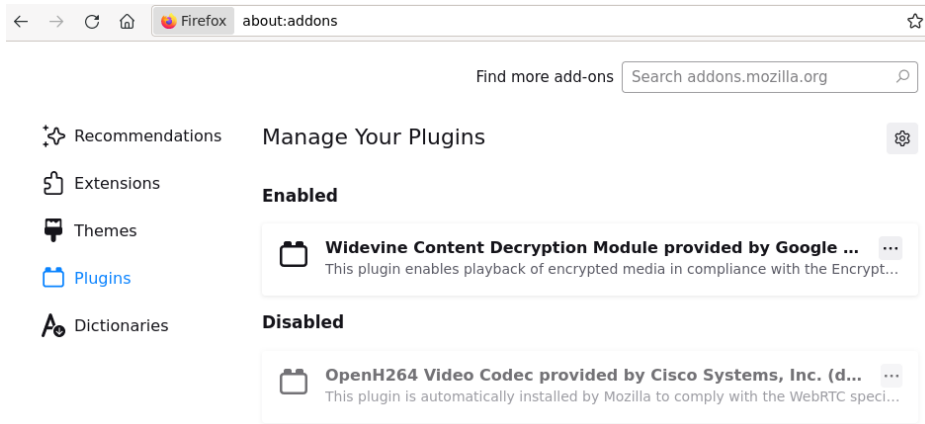 Firefox about:addons
Find more add-ons Search addons.mozilla.org
Recommendations
Extensions
Themes
Plugins
Dictionaries
Manage Your Plugins
Enabled
Widevine Content Decryption Module provided by Google ...
This plugin enables playback of encrypted media in compliance with the Encrypt...
Disabled
OpenH264 Video Codec provided by Cisco Systems, Inc. (d...
This plugin is automatically installed by Mozilla to comply with the WebRTC speci...